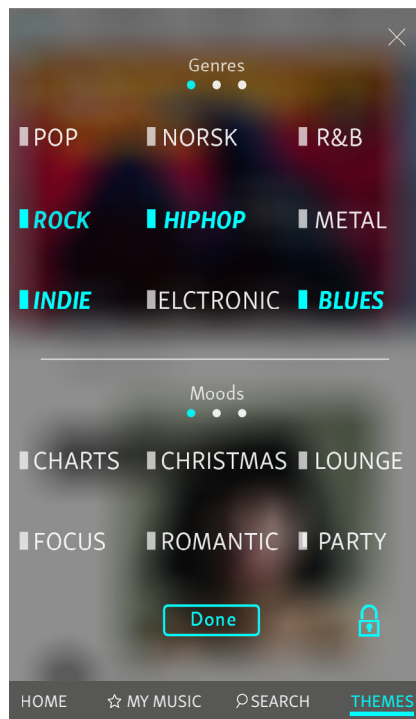 Genres
POP NORSK R&B
ROCK HIPHOP METAL
INDIE ELCTRONIC BLUES
Moods
CHARTS CHRISTMAS LOUNGE
FOCUS ROMANTIC PARTY
Done
HOME MY MUSIC SEARCH THEMES